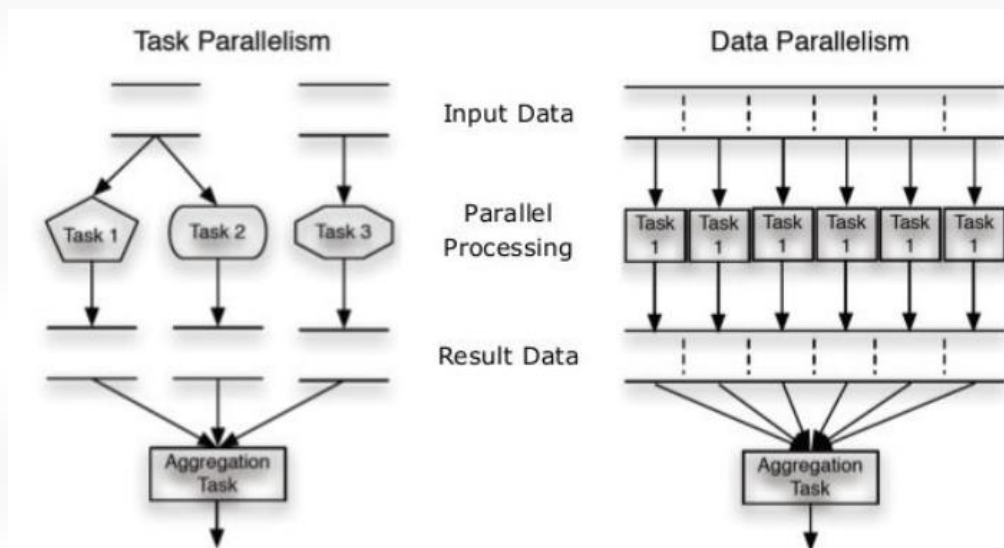 Task Parallelism
Data Parallelism
Input Data
Parallel
Processing
Task 1
Task 2
Task 3
Task
1
Task
1
Task
1
Task
1
Task
1
Task
1
Result Data
Aggregation
Task
Aggregation
Task